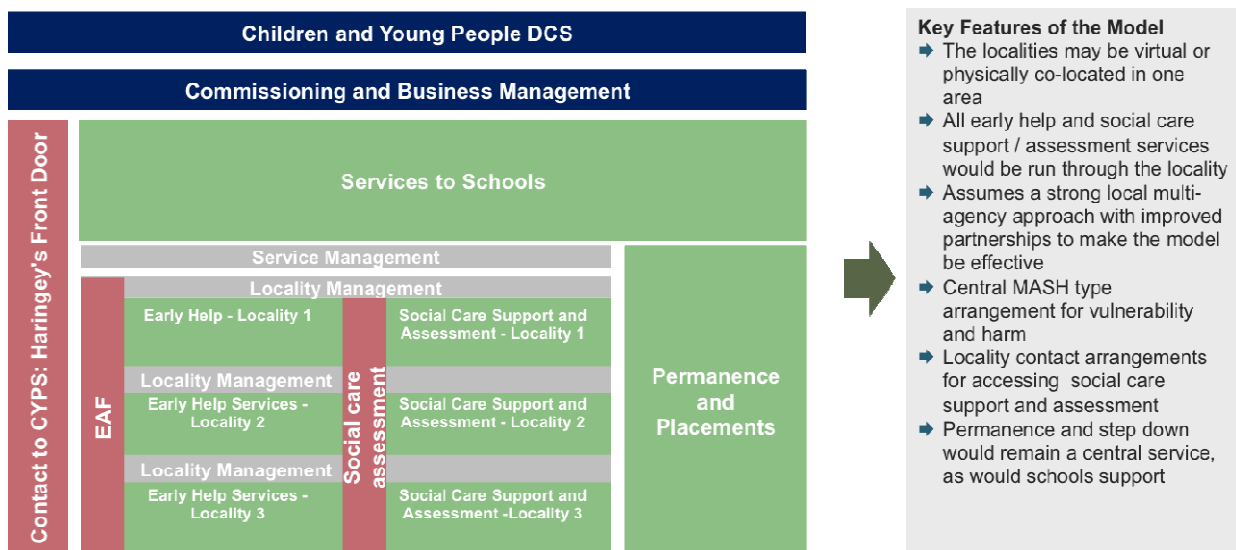 Children and Young People DCS
Commissioning and Business Management
Contact to CYPS: Haringey's Front Door
Services to Schools
Service Management
Locality Management
EAF
Early Help - Locality 1
Social care
assessment
Social Care Support and
Assessment - Locality 1
Locality Management
Early Help Services -
Locality 2
Social Care Support and
Assessment - Locality 2
Locality Management
Early Help Services -
Locality 3
Social Care Support and
Assessment -Locality 3
Permanence
and
Placements
Key Features of the Model
The localities may be virtual or
physically co-located in one
area
All early help and social care
support / assessment services
would be run through the locality
Assumes a strong local multi-
agency approach with improved
partnerships to make the model
be effective
Central MASH type
arrangement for vulnerability
and harm
Locality contact arrangements
for accessing social care
support and assessment
Permanence and step down
would remain a central service,
as would schools support